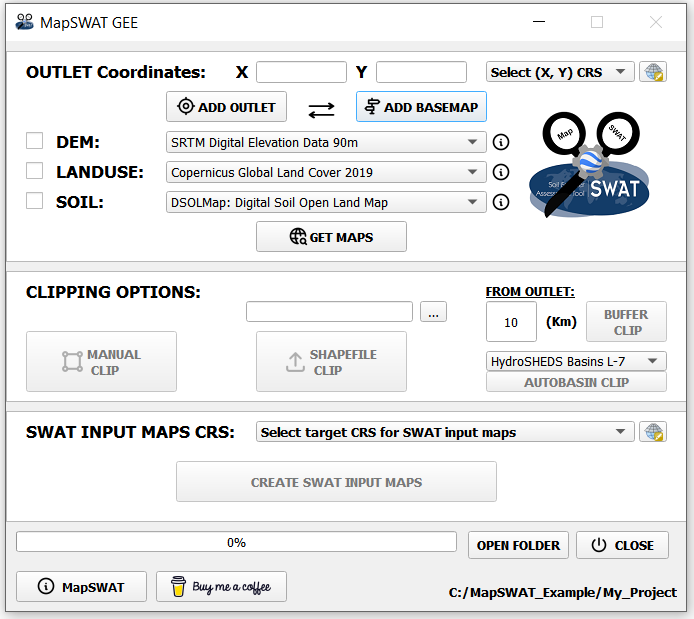 MapSWAT GEE
OUTLET Coordinates: X Y Select (X, Y) CRS
ADD OUTLET ADD BASEMAP
DEM: SRTM Digital Elevation Data 90m
LANDUSE: Copernicus Global Land Cover 2019
SOIL: DSOLMap: Digital Soil Open Land Map
GET MAPS
Map SWAT
Soil
Tool
SWAT
CLIPPING OPTIONS:
...
MANUAL
CLIP
SHAPEFILE
CLIP
FROM OUTLET:
10 (Km)
BUFFER
CLIP
HydroSHEDS Basins L-7
AUTOBASIN CLIP
SWAT INPUT MAPS CRS: Select target CRS for SWAT input maps
CREATE SWAT INPUT MAPS
0%
OPEN FOLDER CLOSE
MapSWAT Buy me a coffee
C:/MapSWAT_Example/My_Project